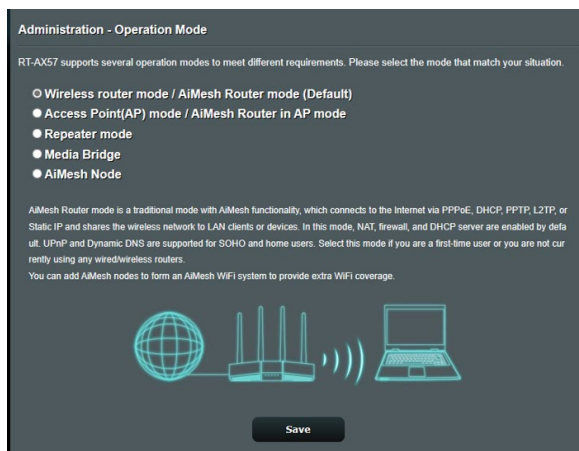 Administration - Operation Mode
RT-AX57 supports several operation modes to meet different requirements. Please select the mode that match your situation.
Wireless router mode / AiMesh Router mode (Default)
Access Point(AP) mode / AiMesh Router in AP mode
Repeater mode
Media Bridge
AiMesh Node
AiMesh Router mode is a traditional mode with AiMesh functionality, which connects to the Internet via PPPoE, DHCP, PPTP, L2TP, or
Static IP and shares the wireless network to LAN clients or devices. In this mode, NAT, firewall, and DHCP server are enabled by defa
ult. UPnP and Dynamic DNS are supported for SOHO and home users. Select this mode if you are a first-time user or you are not cur
rently using any wired/wireless routers.
You can add AiMesh nodes to form an AiMesh WiFi system to provide extra WiFi coverage.
Save